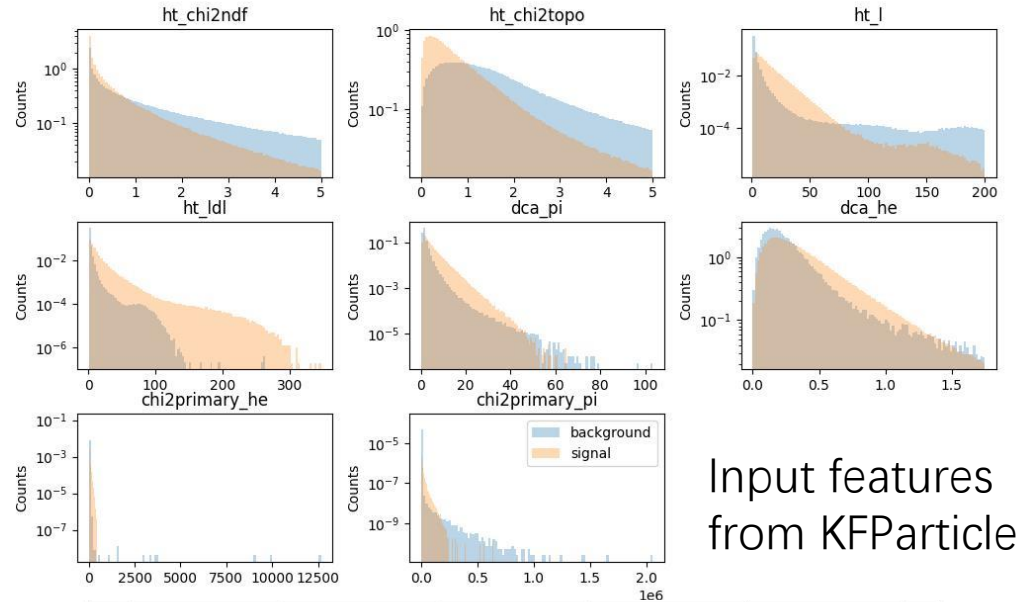 ht_chi2ndf
ht_chi2topo
ht_l
Counts
10^0
10^-1
0 1 2 3 4 5
Counts
10^0
10^-1
0 1 2 3 4 5
Counts
10^-2
10^-4
0 50 100 150 200
ht_ldl
dca_pi
dca_he
Counts
10^-2
10^-4
10^-6
0 100 200 300
Counts
10^-1
10^-3
10^-5
0 20 40 60 80 100
Counts
10^0
10^-1
0.0 0.5 1.0 1.5
chi2primary_he
chi2primary_pi
Counts
10^-1
10^-3
10^-5
10^-7
0 2500 5000 7500 10000 12500
Counts
10^-5
10^-7
10^-9
0.0 0.5 1.0 1.5 2.0
1e6
background
signal
Input features
from KFParticle